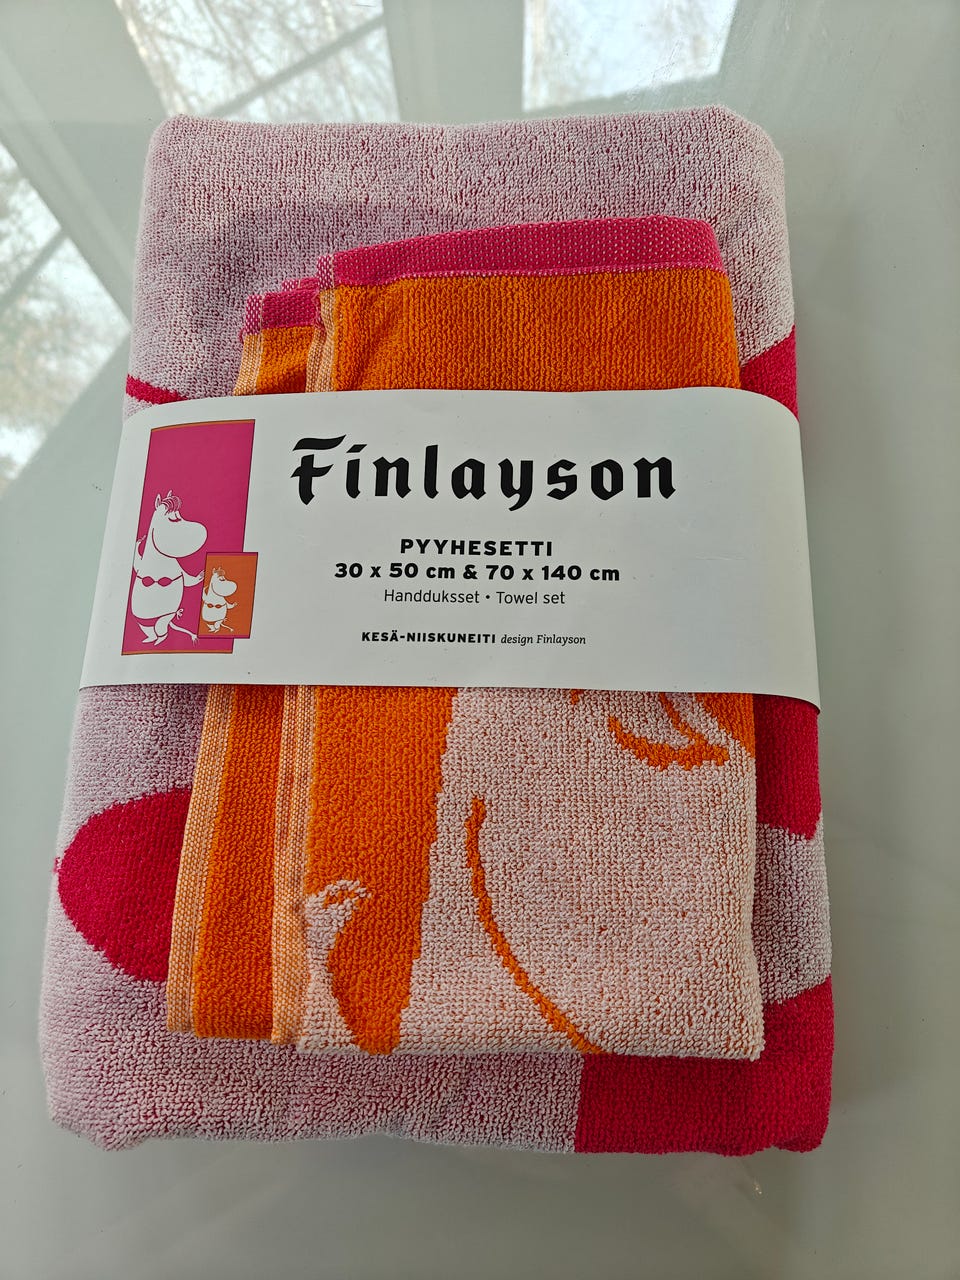 Finlayson
PYYHESETTI
30 x 50 cm & 70 x 140 cm
Handduksset • Towel set
KESÄ-NIISKUNEITI design Finlayson